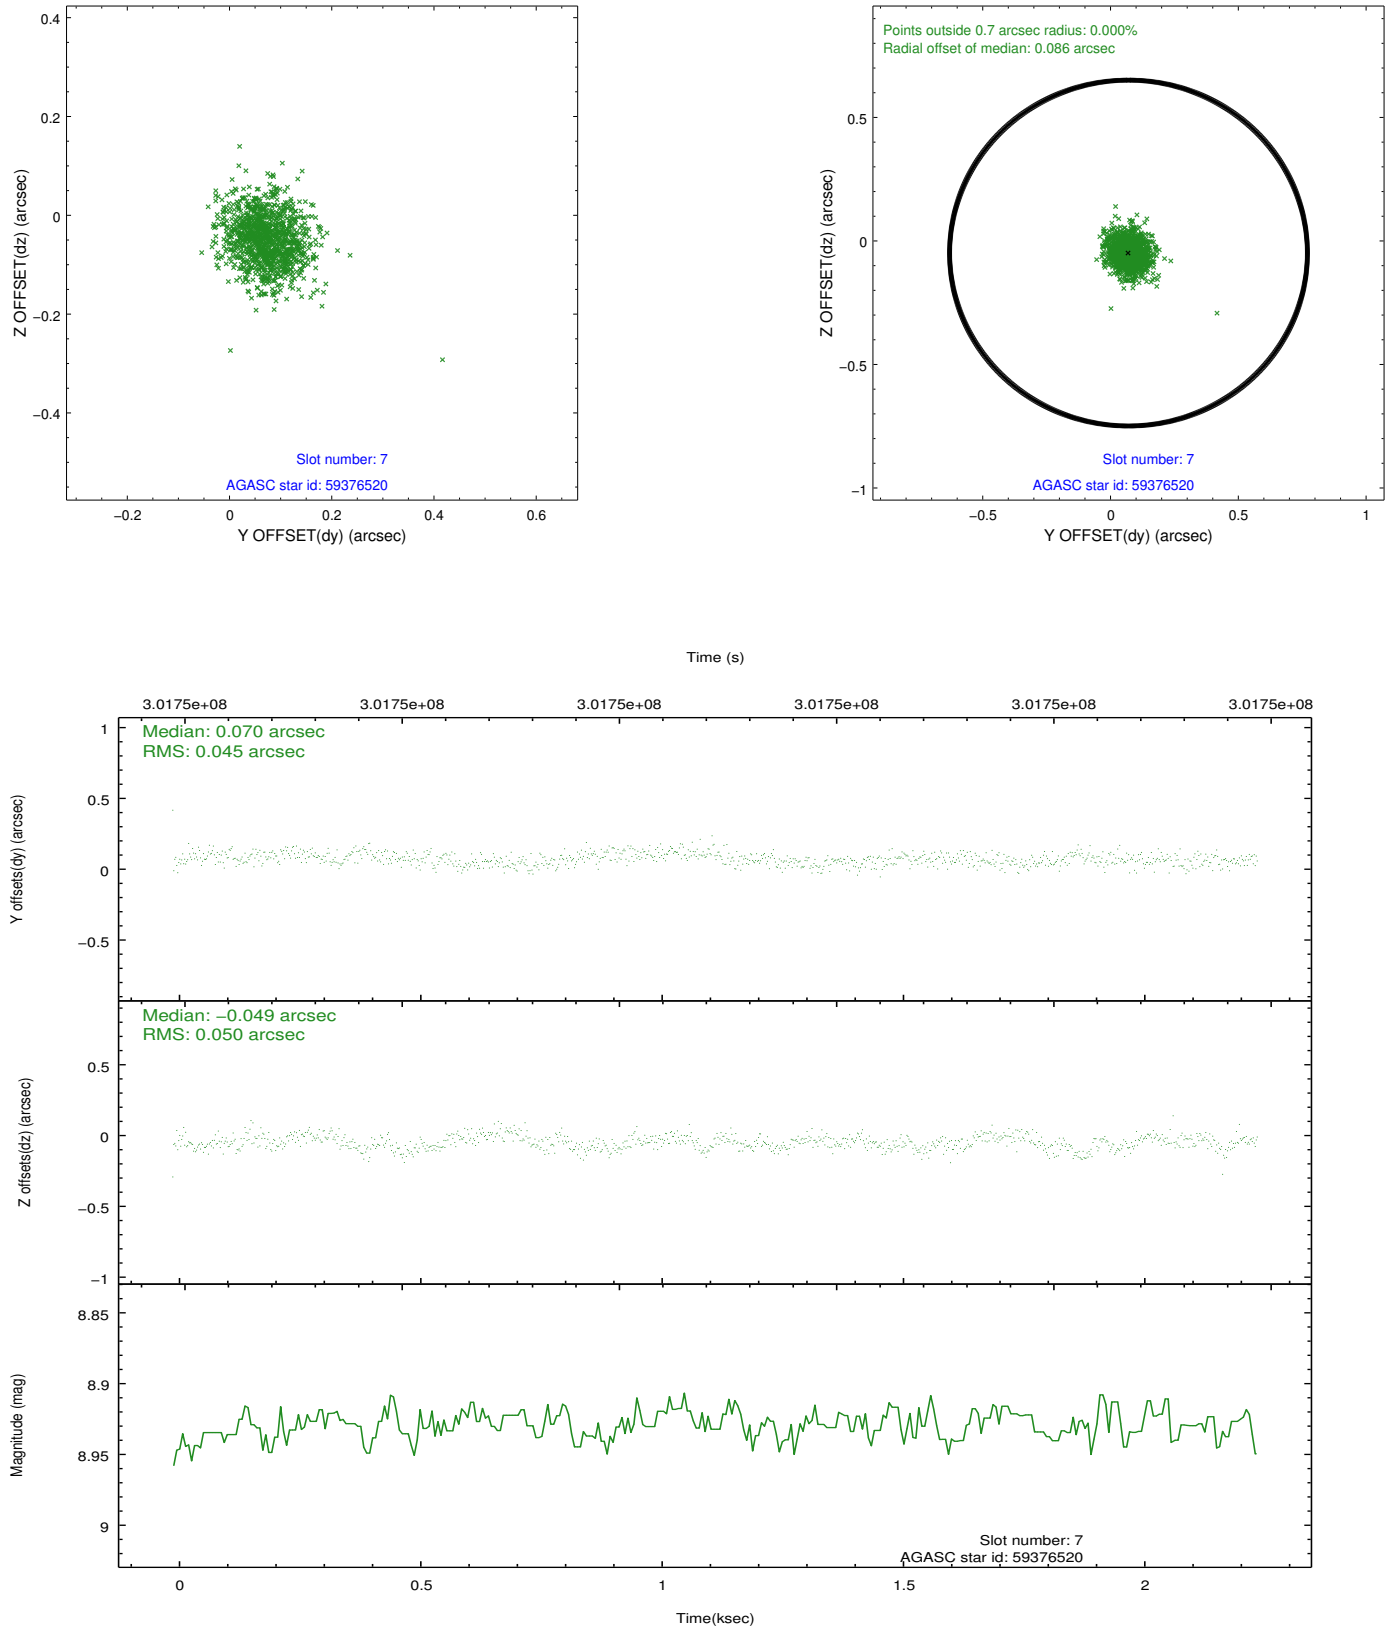 0.4
0.2
0
−0.2
−0.4
Z OFFSET(dz) (arcsec)
Slot number: 7
AGASC star id: 59376520
−0.2 0 0.2 0.4 0.6
Y OFFSET(dy) (arcsec)
Points outside 0.7 arcsec radius: 0.000%
Radial offset of median: 0.086 arcsec
0.5
0
−0.5
−1
Z OFFSET(dz) (arcsec)
Slot number: 7
AGASC star id: 59376520
−0.5 0 0.5 1
Y OFFSET(dy) (arcsec)
Time (s)
3.0175e+08 3.0175e+08 3.0175e+08 3.0175e+08 3.0175e+08 3.0175e+08
Median: 0.070 arcsec
RMS: 0.045 arcsec
1
0.5
0
−0.5
Y offsets(dy) (arcsec)
Median: −0.049 arcsec
RMS: 0.050 arcsec
0.5
0
−0.5
−1
Z offsets(dz) (arcsec)
8.85
8.9
8.95
9
Magnitude (mag)
Slot number: 7
AGASC star id: 59376520
0 0.5 1 1.5 2
Time(ksec)